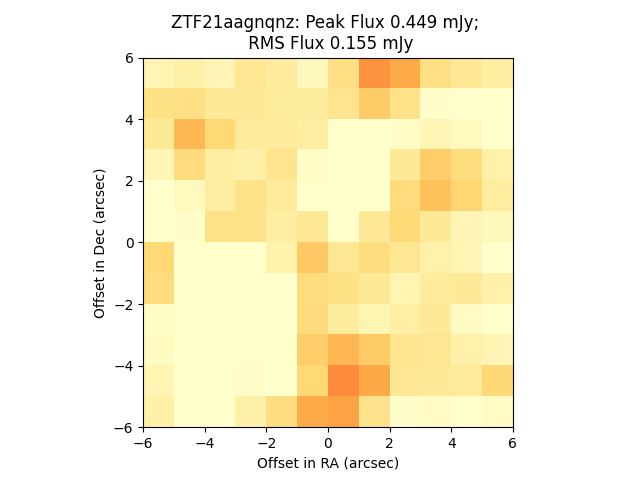 ZTF21aagnqnz: Peak Flux 0.449 mJy;
RMS Flux 0.155 mJy
6
4
2
0
−2
−4
−6
Offset in Dec (arcsec)
−6 −4 −2 0 2 4 6
Offset in RA (arcsec)